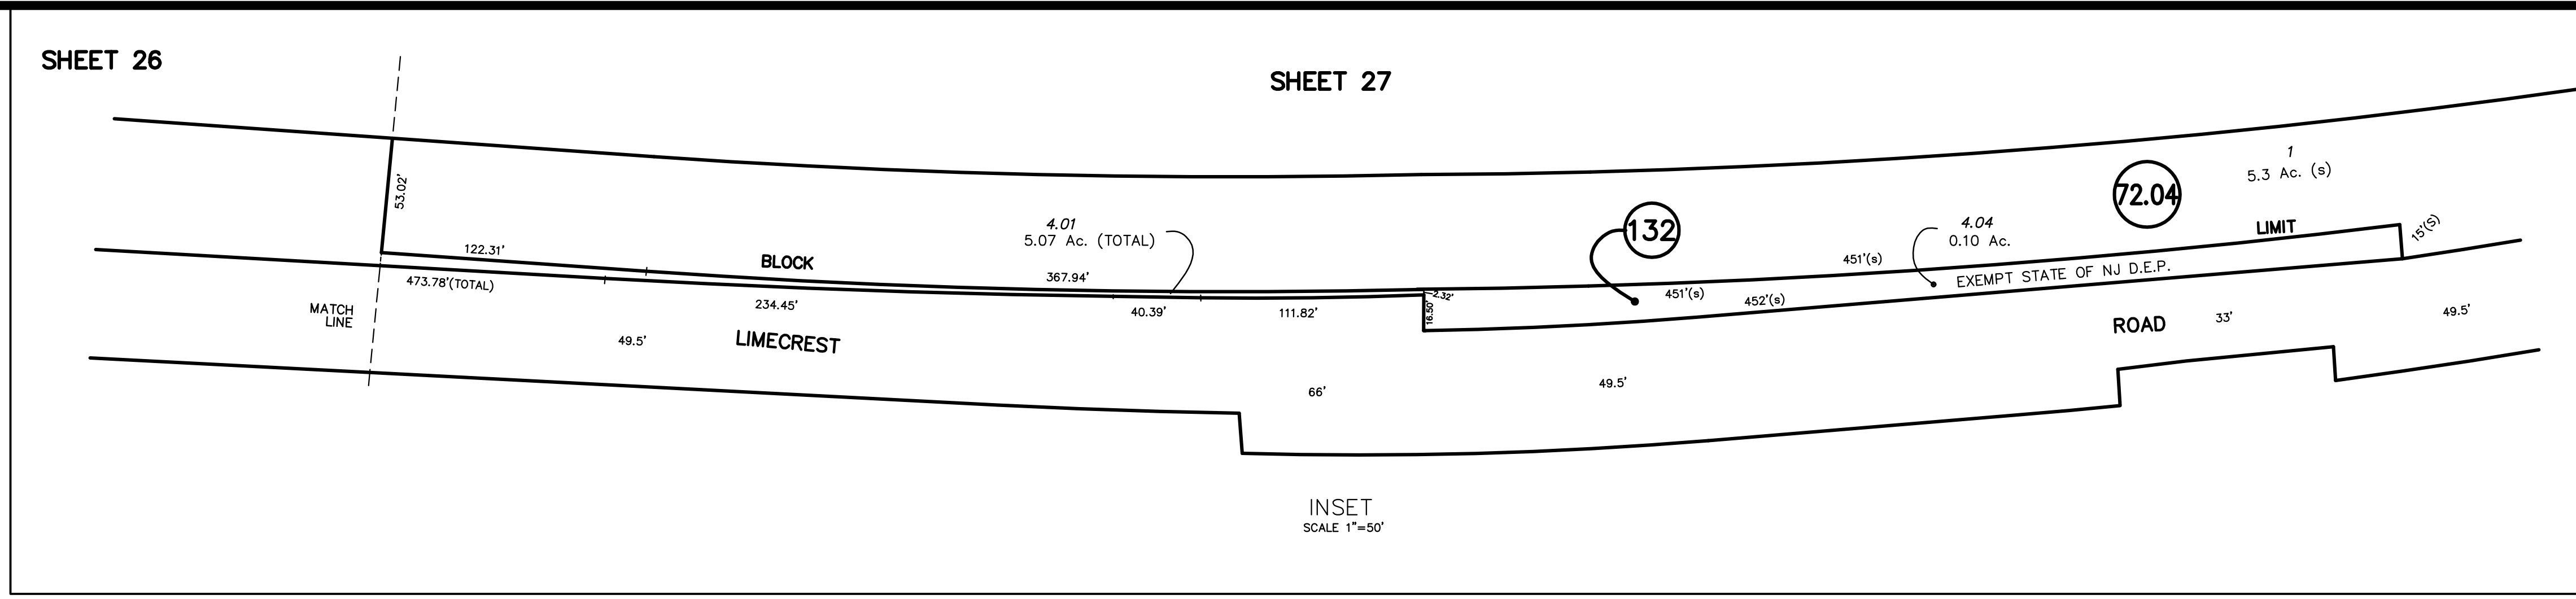 SHEET 26
SHEET 27
1
5.3 Ac. (s)
72.04
53.02'
4.01
5.07 Ac. (TOTAL)
132
4.04
0.10 Ac.
LIMIT
15'(S)
122.31'
BLOCK
367.94'
451'(s)
EXEMPT STATE OF NJ D.E.P.
473.78'(TOTAL)
234.45'
40.39'
111.82'
2.32'
16.50'
451'(s)
452'(s)
MATCH
LINE
49.5'
LIMECREST
ROAD
33'
49.5'
66'
49.5'
INSET
SCALE 1"=50'